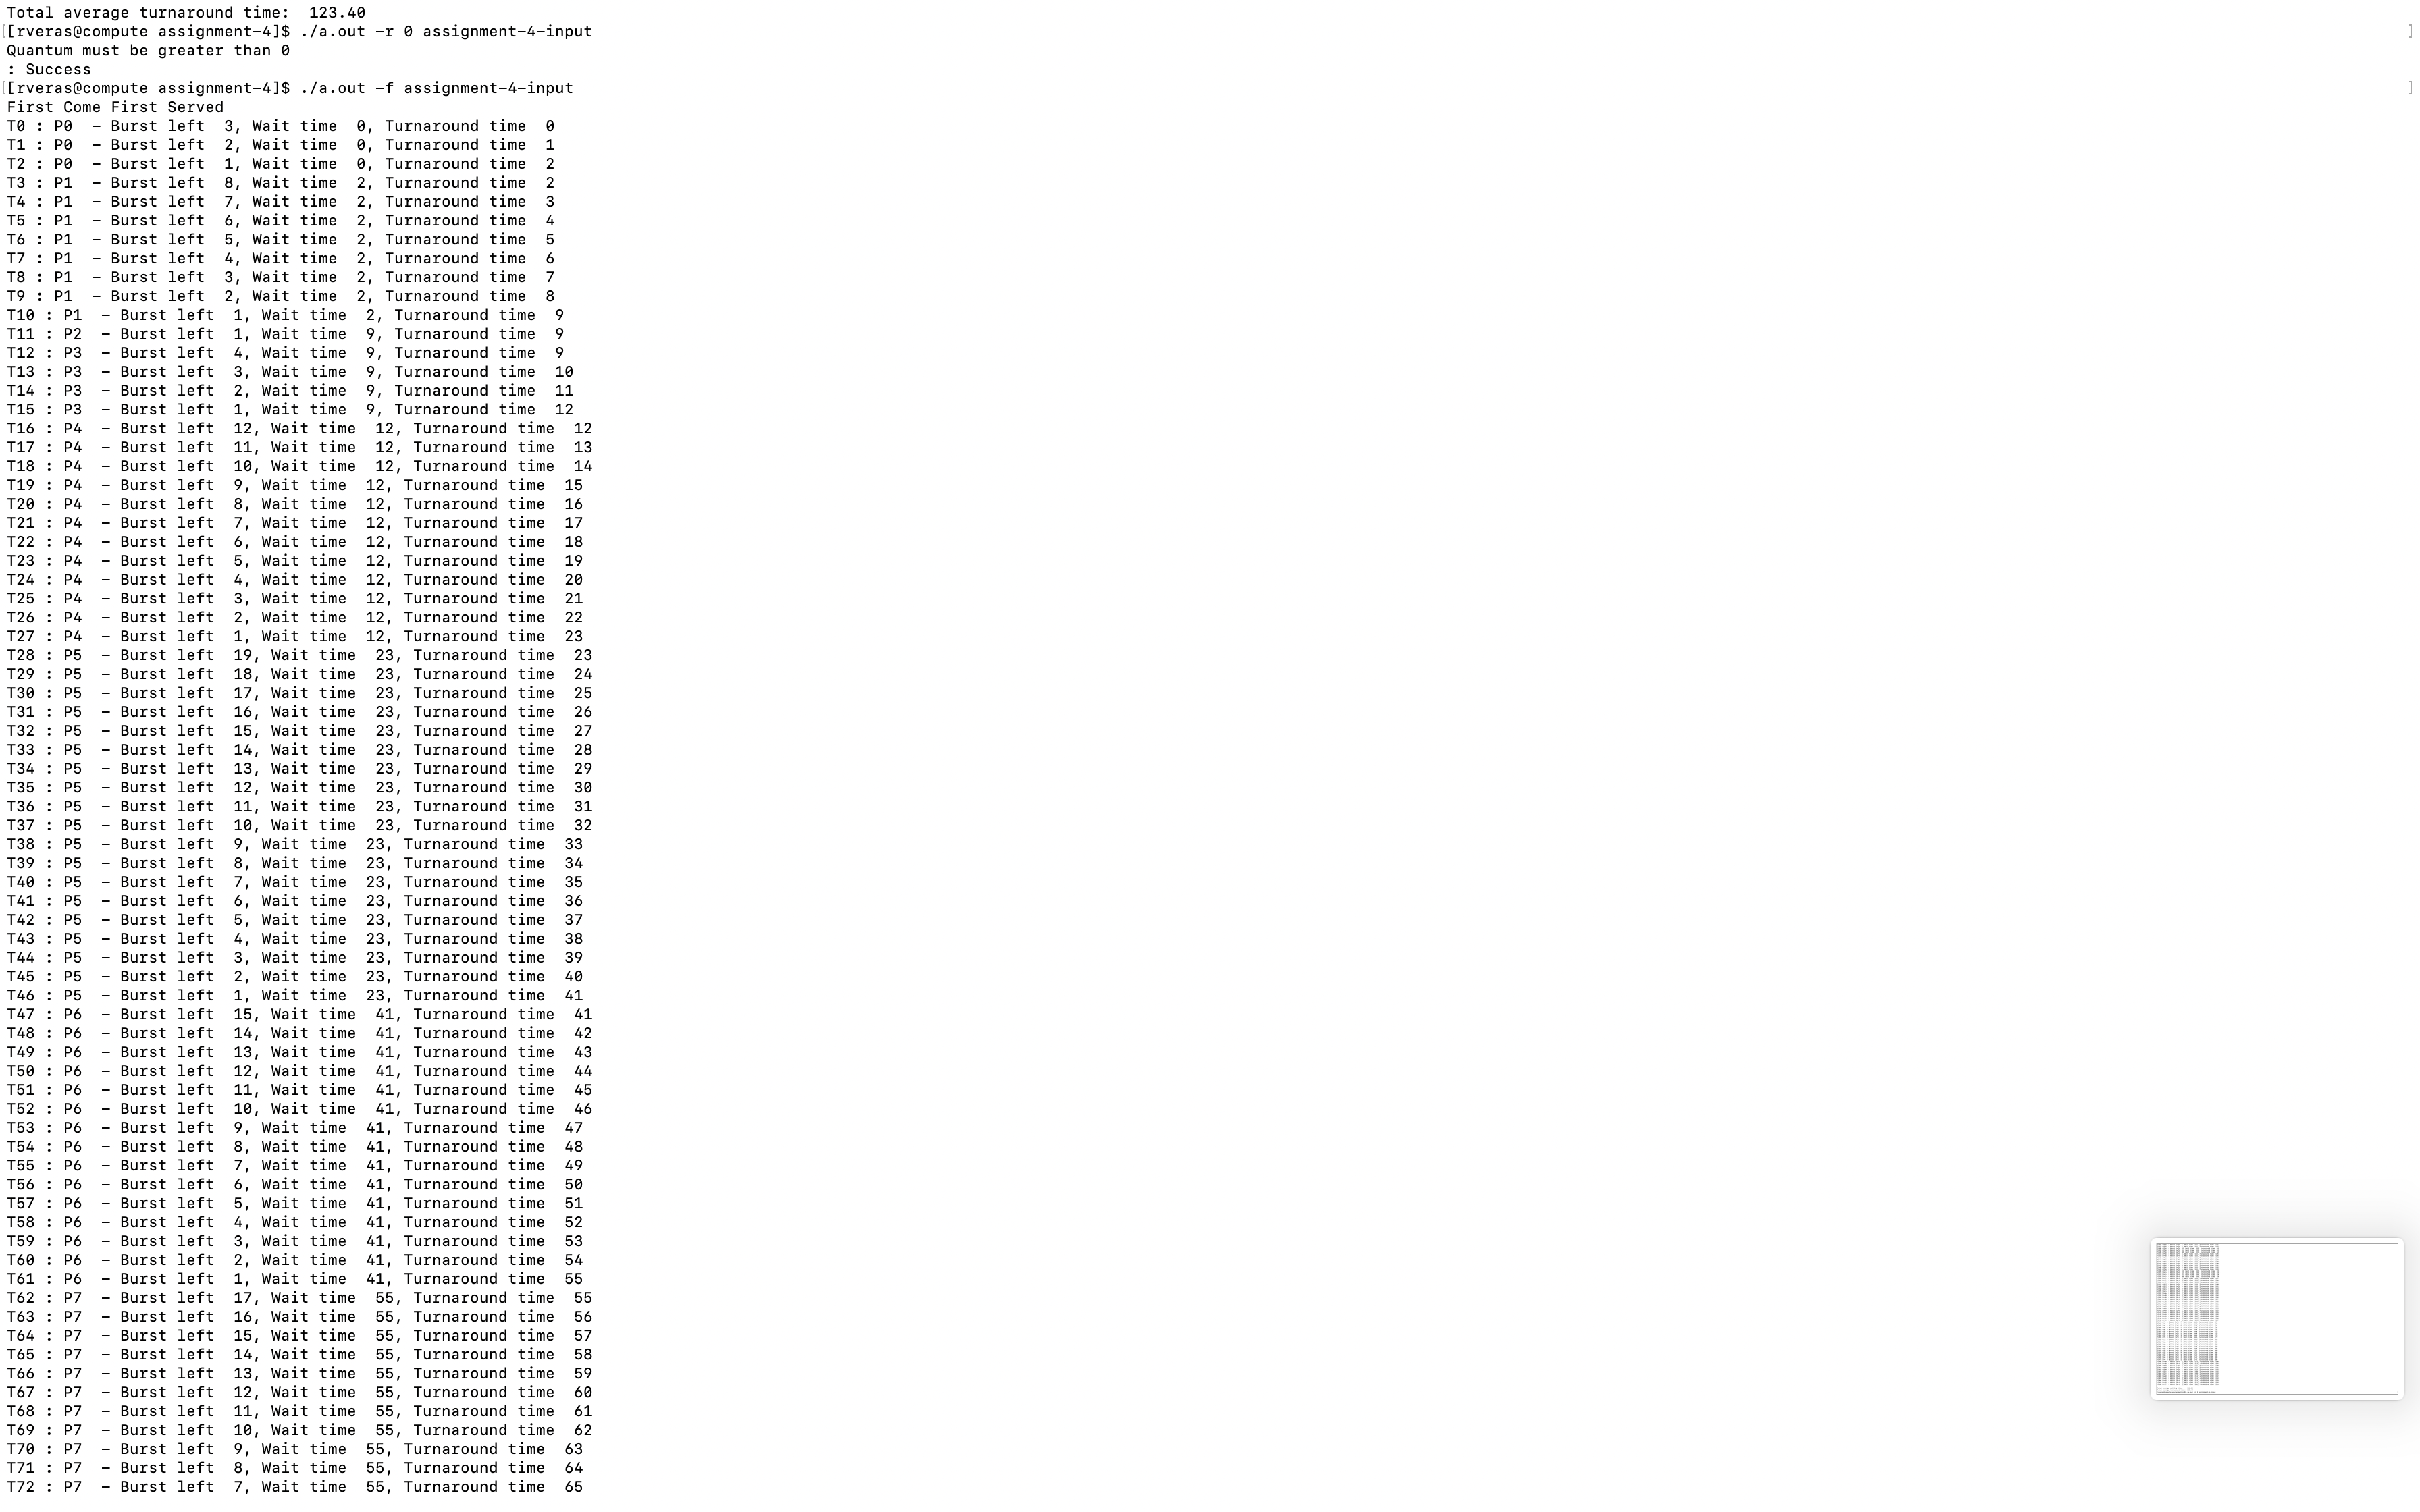 Total average turnaround time:  123.40
[[rveras@compute assignment-4]$ ./a.out -r 0 assignment-4-input ]
Quantum must be greater than 0
: Success
[[rveras@compute assignment-4]$ ./a.out -f assignment-4-input ]
First Come First Served
T0 : P0  - Burst left  3, Wait time  0, Turnaround time  0
T1 : P0  - Burst left  2, Wait time  0, Turnaround time  1
T2 : P0  - Burst left  1, Wait time  0, Turnaround time  2
T3 : P1  - Burst left  8, Wait time  2, Turnaround time  2
T4 : P1  - Burst left  7, Wait time  2, Turnaround time  3
T5 : P1  - Burst left  6, Wait time  2, Turnaround time  4
T6 : P1  - Burst left  5, Wait time  2, Turnaround time  5
T7 : P1  - Burst left  4, Wait time  2, Turnaround time  6
T8 : P1  - Burst left  3, Wait time  2, Turnaround time  7
T9 : P1  - Burst left  2, Wait time  2, Turnaround time  8
T10 : P1  - Burst left  1, Wait time  2, Turnaround time  9
T11 : P2  - Burst left  1, Wait time  9, Turnaround time  9
T12 : P3  - Burst left  4, Wait time  9, Turnaround time  9
T13 : P3  - Burst left  3, Wait time  9, Turnaround time  10
T14 : P3  - Burst left  2, Wait time  9, Turnaround time  11
T15 : P3  - Burst left  1, Wait time  9, Turnaround time  12
T16 : P4  - Burst left  12, Wait time  12, Turnaround time  12
T17 : P4  - Burst left  11, Wait time  12, Turnaround time  13
T18 : P4  - Burst left  10, Wait time  12, Turnaround time  14
T19 : P4  - Burst left  9, Wait time  12, Turnaround time  15
T20 : P4  - Burst left  8, Wait time  12, Turnaround time  16
T21 : P4  - Burst left  7, Wait time  12, Turnaround time  17
T22 : P4  - Burst left  6, Wait time  12, Turnaround time  18
T23 : P4  - Burst left  5, Wait time  12, Turnaround time  19
T24 : P4  - Burst left  4, Wait time  12, Turnaround time  20
T25 : P4  - Burst left  3, Wait time  12, Turnaround time  21
T26 : P4  - Burst left  2, Wait time  12, Turnaround time  22
T27 : P4  - Burst left  1, Wait time  12, Turnaround time  23
T28 : P5  - Burst left  19, Wait time  23, Turnaround time  23
T29 : P5  - Burst left  18, Wait time  23, Turnaround time  24
T30 : P5  - Burst left  17, Wait time  23, Turnaround time  25
T31 : P5  - Burst left  16, Wait time  23, Turnaround time  26
T32 : P5  - Burst left  15, Wait time  23, Turnaround time  27
T33 : P5  - Burst left  14, Wait time  23, Turnaround time  28
T34 : P5  - Burst left  13, Wait time  23, Turnaround time  29
T35 : P5  - Burst left  12, Wait time  23, Turnaround time  30
T36 : P5  - Burst left  11, Wait time  23, Turnaround time  31
T37 : P5  - Burst left  10, Wait time  23, Turnaround time  32
T38 : P5  - Burst left  9, Wait time  23, Turnaround time  33
T39 : P5  - Burst left  8, Wait time  23, Turnaround time  34
T40 : P5  - Burst left  7, Wait time  23, Turnaround time  35
T41 : P5  - Burst left  6, Wait time  23, Turnaround time  36
T42 : P5  - Burst left  5, Wait time  23, Turnaround time  37
T43 : P5  - Burst left  4, Wait time  23, Turnaround time  38
T44 : P5  - Burst left  3, Wait time  23, Turnaround time  39
T45 : P5  - Burst left  2, Wait time  23, Turnaround time  40
T46 : P5  - Burst left  1, Wait time  23, Turnaround time  41
T47 : P6  - Burst left  15, Wait time  41, Turnaround time  41
T48 : P6  - Burst left  14, Wait time  41, Turnaround time  42
T49 : P6  - Burst left  13, Wait time  41, Turnaround time  43
T50 : P6  - Burst left  12, Wait time  41, Turnaround time  44
T51 : P6  - Burst left  11, Wait time  41, Turnaround time  45
T52 : P6  - Burst left  10, Wait time  41, Turnaround time  46
T53 : P6  - Burst left  9, Wait time  41, Turnaround time  47
T54 : P6  - Burst left  8, Wait time  41, Turnaround time  48
T55 : P6  - Burst left  7, Wait time  41, Turnaround time  49
T56 : P6  - Burst left  6, Wait time  41, Turnaround time  50
T57 : P6  - Burst left  5, Wait time  41, Turnaround time  51
T58 : P6  - Burst left  4, Wait time  41, Turnaround time  52
T59 : P6  - Burst left  3, Wait time  41, Turnaround time  53
T60 : P6  - Burst left  2, Wait time  41, Turnaround time  54
T61 : P6  - Burst left  1, Wait time  41, Turnaround time  55
T62 : P7  - Burst left  17, Wait time  55, Turnaround time  55
T63 : P7  - Burst left  16, Wait time  55, Turnaround time  56
T64 : P7  - Burst left  15, Wait time  55, Turnaround time  57
T65 : P7  - Burst left  14, Wait time  55, Turnaround time  58
T66 : P7  - Burst left  13, Wait time  55, Turnaround time  59
T67 : P7  - Burst left  12, Wait time  55, Turnaround time  60
T68 : P7  - Burst left  11, Wait time  55, Turnaround time  61
T69 : P7  - Burst left  10, Wait time  55, Turnaround time  62
T70 : P7  - Burst left  9, Wait time  55, Turnaround time  63
T71 : P7  - Burst left  8, Wait time  55, Turnaround time  64
T72 : P7  - Burst left  7, Wait time  55, Turnaround time  65